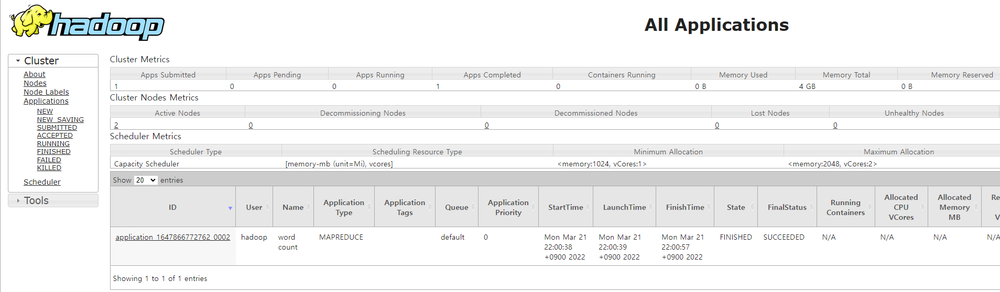 hadoop
All Applications
Cluster
About
Nodes
Node Labels
Applications
NEW
NEW_SAVING
SUBMITTED
ACCEPTED
RUNNING
FINISHED
FAILED
KILLED
Scheduler
Tools
Cluster Metrics
Apps Submitted Apps Pending Apps Running Apps Completed Containers Running Memory Used Memory Total Memory Reserved
1 0 0 1 0 0 B 4 GB 0 B
Cluster Nodes Metrics
Active Nodes Decommissioning Nodes Decommissioned Nodes Lost Nodes Unhealthy Nodes
2 0 0 0 0
Scheduler Metrics
Scheduler Type Scheduling Resource Type Minimum Allocation Maximum Allocation
Capacity Scheduler [memory-mb (unit=Mi), vcores] <memory:1024, vCores:1> <memory:2048, vCores:2>
Show 20 entries
ID User Name Application Type Application Tags Queue Application Priority StartTime LaunchTime FinishTime State FinalStatus Running Containers Allocated CPU VCores Allocated Memory MB Re V
application_1647866772762_0002 hadoop word count MAPREDUCE default 0 Mon Mar 21 22:00:38 +0900 2022 Mon Mar 21 22:00:39 +0900 2022 Mon Mar 21 22:00:57 +0900 2022 FINISHED SUCCEEDED N/A N/A N/A N/A
Showing 1 to 1 of 1 entries